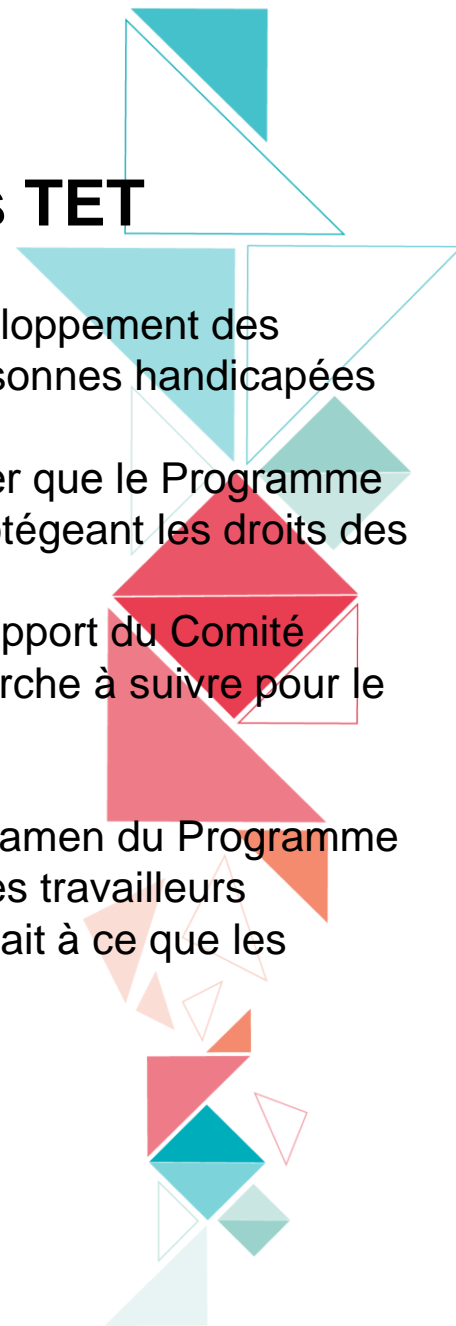 s TET
loppement des
sonnes handicapées
er que le Programme
otégeant les droits des
pport du Comité
rche à suivre pour le
amen du Programme
es travailleurs
ait à ce que les